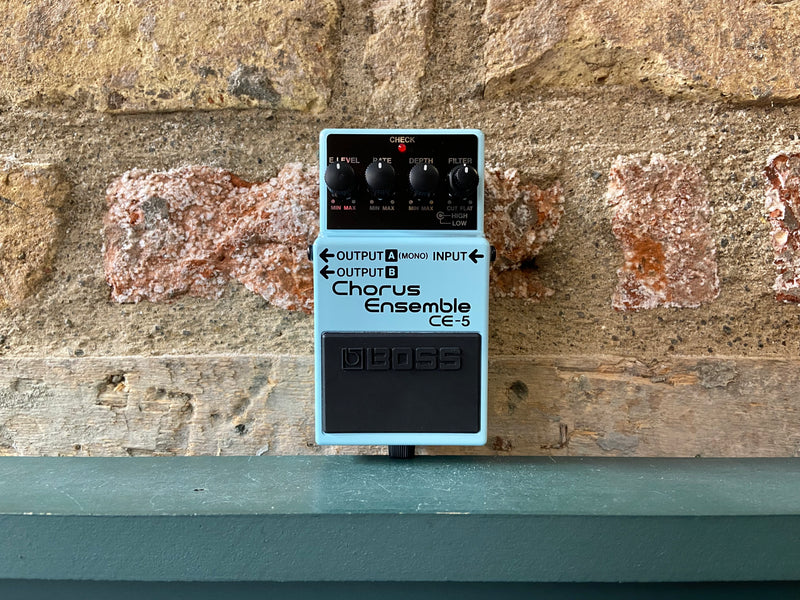 CHECK
E.LEVEL RATE DEPTH FILTER
MIN MAX MIN MAX MIN MAX CUT FLAT
HIGH
LOW
OUTPUT A (MONO) INPUT
OUTPUT B
Chorus
Ensemble
CE-5
BOSS